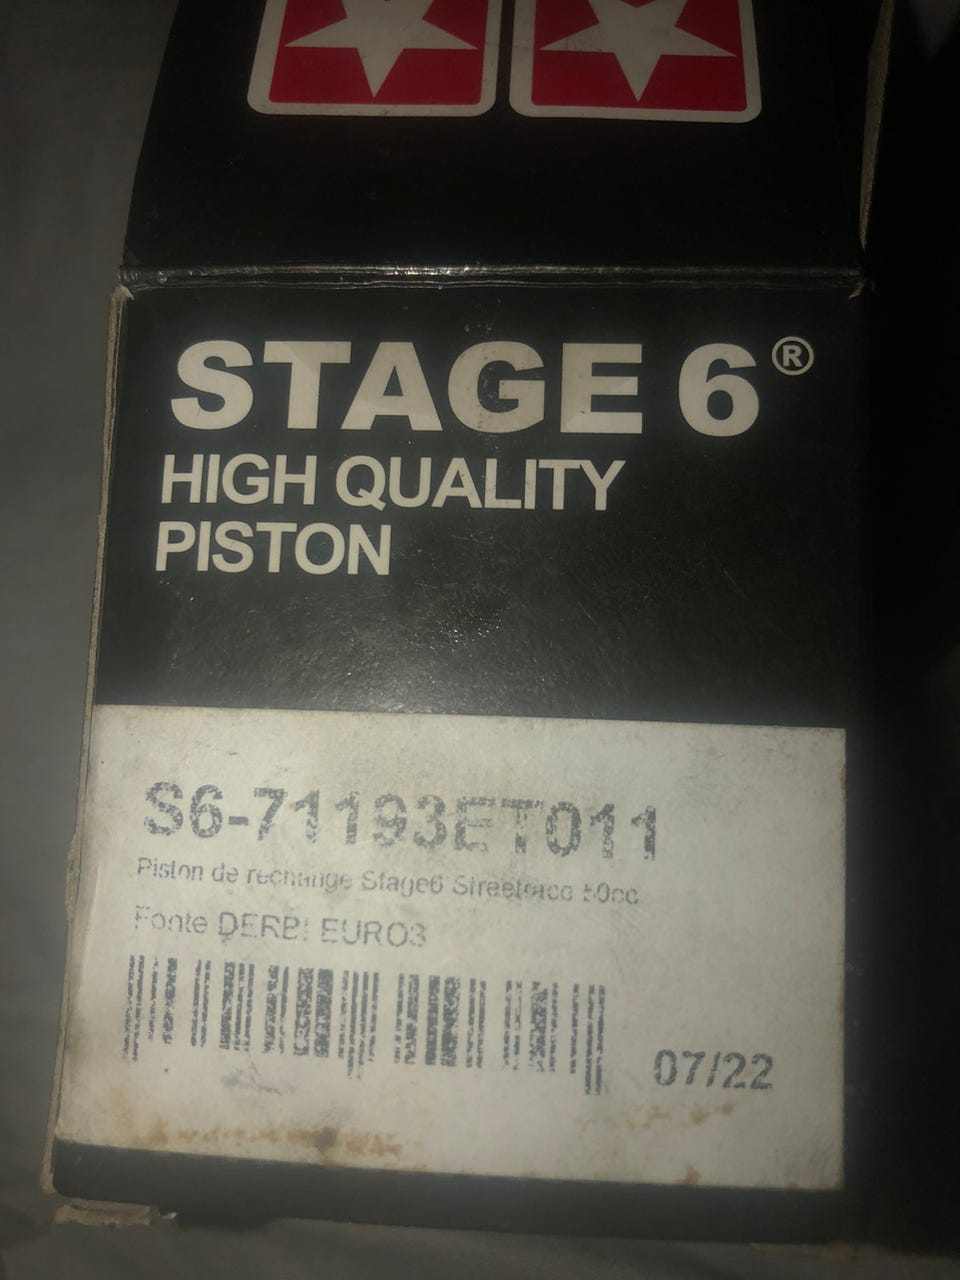 STAGE 6®
HIGH QUALITY
PISTON
S6-71193ET011
Piston de rechange Stage6 Streetrace 50cc
Fonte DERBI EURO3
07/22